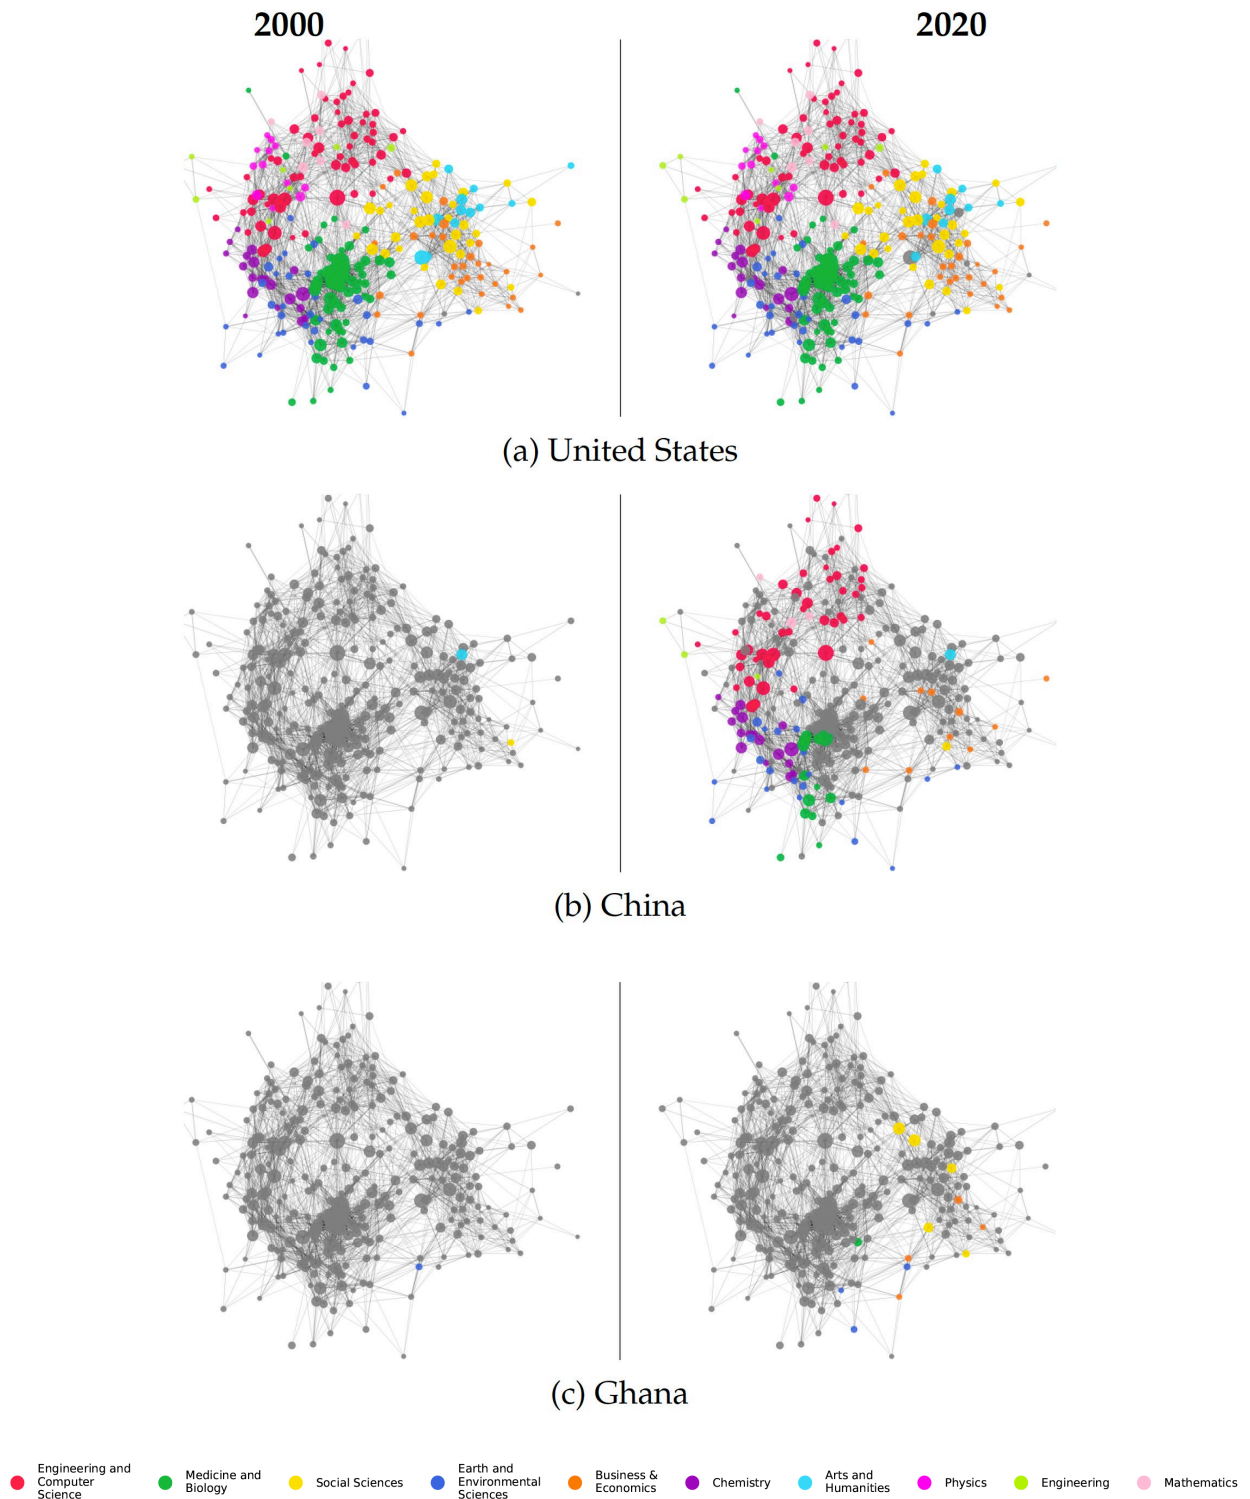 2000
2020
(a) United States
(b) China
(c) Ghana
Engineering and
Computer
Science
Medicine and
Biology
Social Sciences
Earth and
Environmental
Sciences
Business &
Economics
Chemistry
Arts and
Humanities
Physics
Engineering
Mathematics